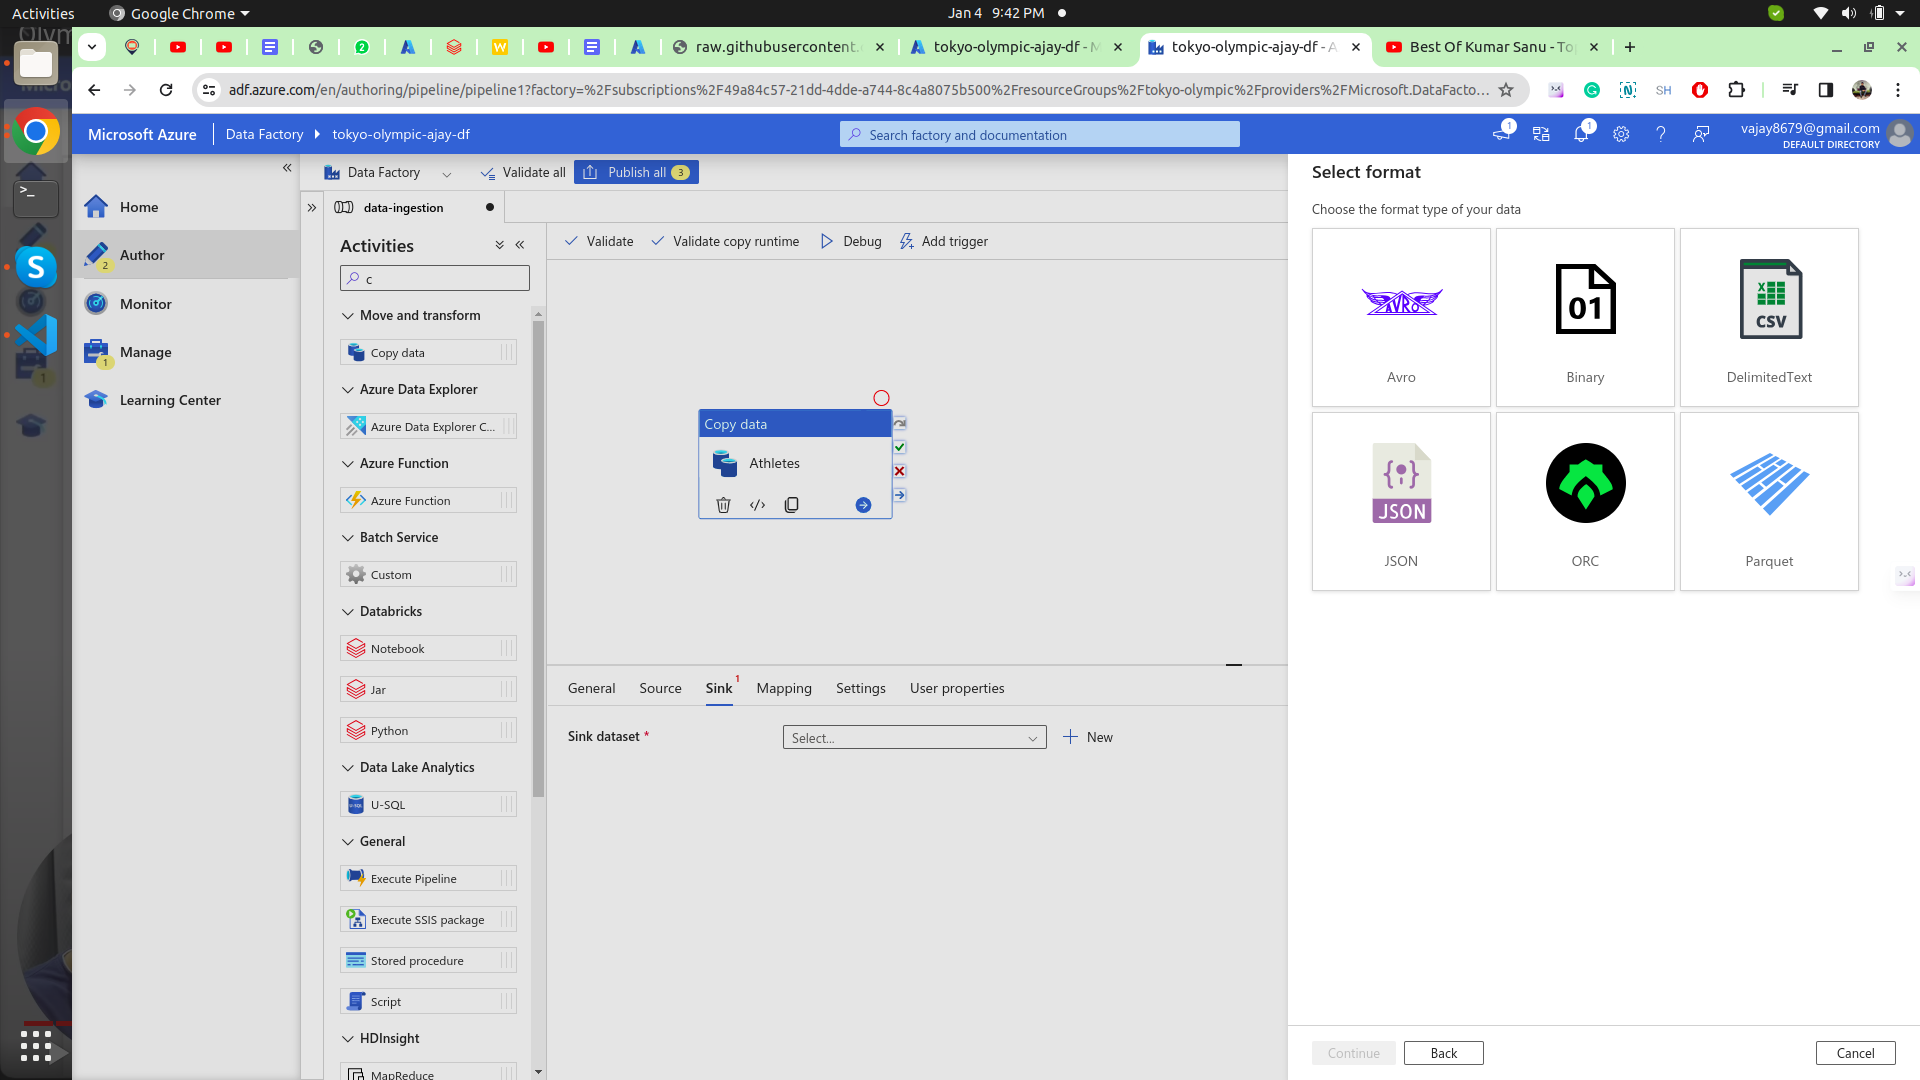 Activities
Google Chrome
Jan 4 9:42 PM
raw.githubusercontent.
tokyo-olympic-ajay-df - M
tokyo-olympic-ajay-df - A
Best Of Kumar Sanu - To
adf.azure.com/en/authoring/pipeline/pipeline1?factory=%2Fsubscriptions%2F49a84c57-21dd-4dde-a744-8c4a8075b500%2FresourceGroups%2Ftokyo-olympic%2Fproviders%2FMicrosoft.DataFacto...
SH
Microsoft Azure
Data Factory
tokyo-olympic-ajay-df
Search factory and documentation
1
1
vajay8679@gmail.com
DEFAULT DIRECTORY
Home
Author
2
Monitor
Manage
1
Learning Center
Data Factory
Validate all
Publish all
3
data-ingestion
Activities
c
Move and transform
Copy data
Azure Data Explorer
Azure Data Explorer C...
Azure Function
Azure Function
Batch Service
Custom
Databricks
Notebook
Jar
Python
Data Lake Analytics
U-SQL
General
Execute Pipeline
Execute SSIS package
Stored procedure
Script
HDInsight
MapReduce
Validate
Validate copy runtime
Debug
Add trigger
Copy data
Athletes
General
Source
Sink
1
Mapping
Settings
User properties
Sink dataset *
Select...
New
Select format
Choose the format type of your data
AVRO
Avro
01
Binary
CSV
DelimitedText
JSON
JSON
ORC
Parquet
Continue
Back
Cancel